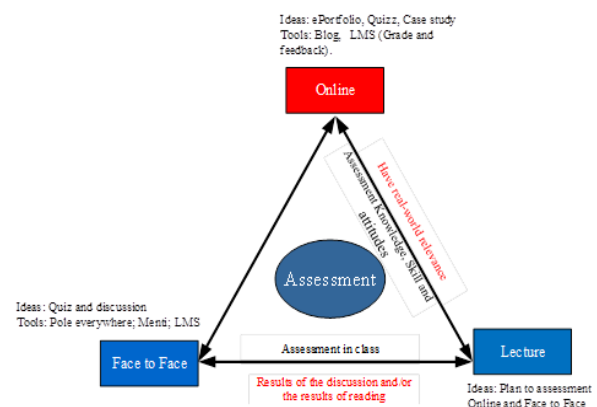 Ideas: ePortfolio, Quizz, Case study
Tools: Blog, LMS (Grade and
feedback).
Online
Have real-world relevance
Assessment Knowledge, Skill and
attitudes
Assessment
Ideas: Quiz and discussion
Tools: Pole everywhere; Menti; LMS
Face to Face
Assessment in class
Results of the discussion and/or
the results of reading
Lecture
Ideas: Plan to assessment
Online and Face to Face